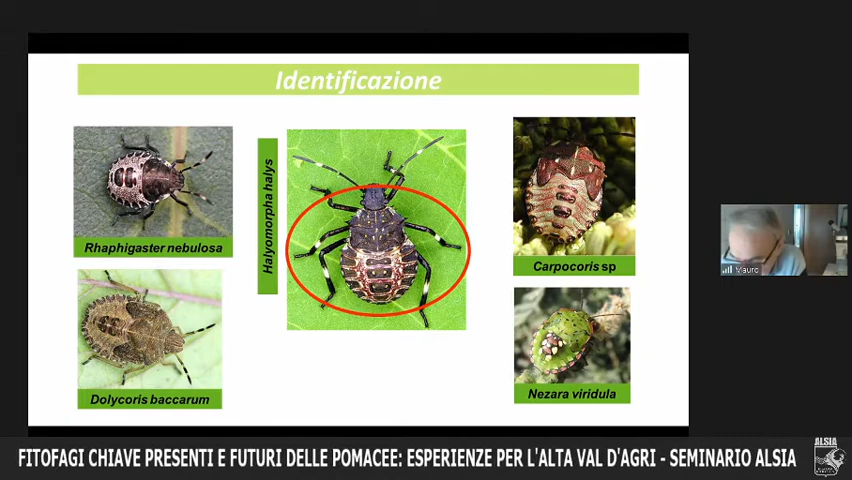 Identificazione
Rhaphigaster nebulosa
Halyomorpha halys
Carpocoris sp
Dolycoris baccarum
Nezara viridula
Mauro
FITOFAGI CHIAVE PRESENTI E FUTURI DELLE POMACEE: ESPERIENZE PER L'ALTA VAL D'AGRI - SEMINARIO ALSIA
ALSIA